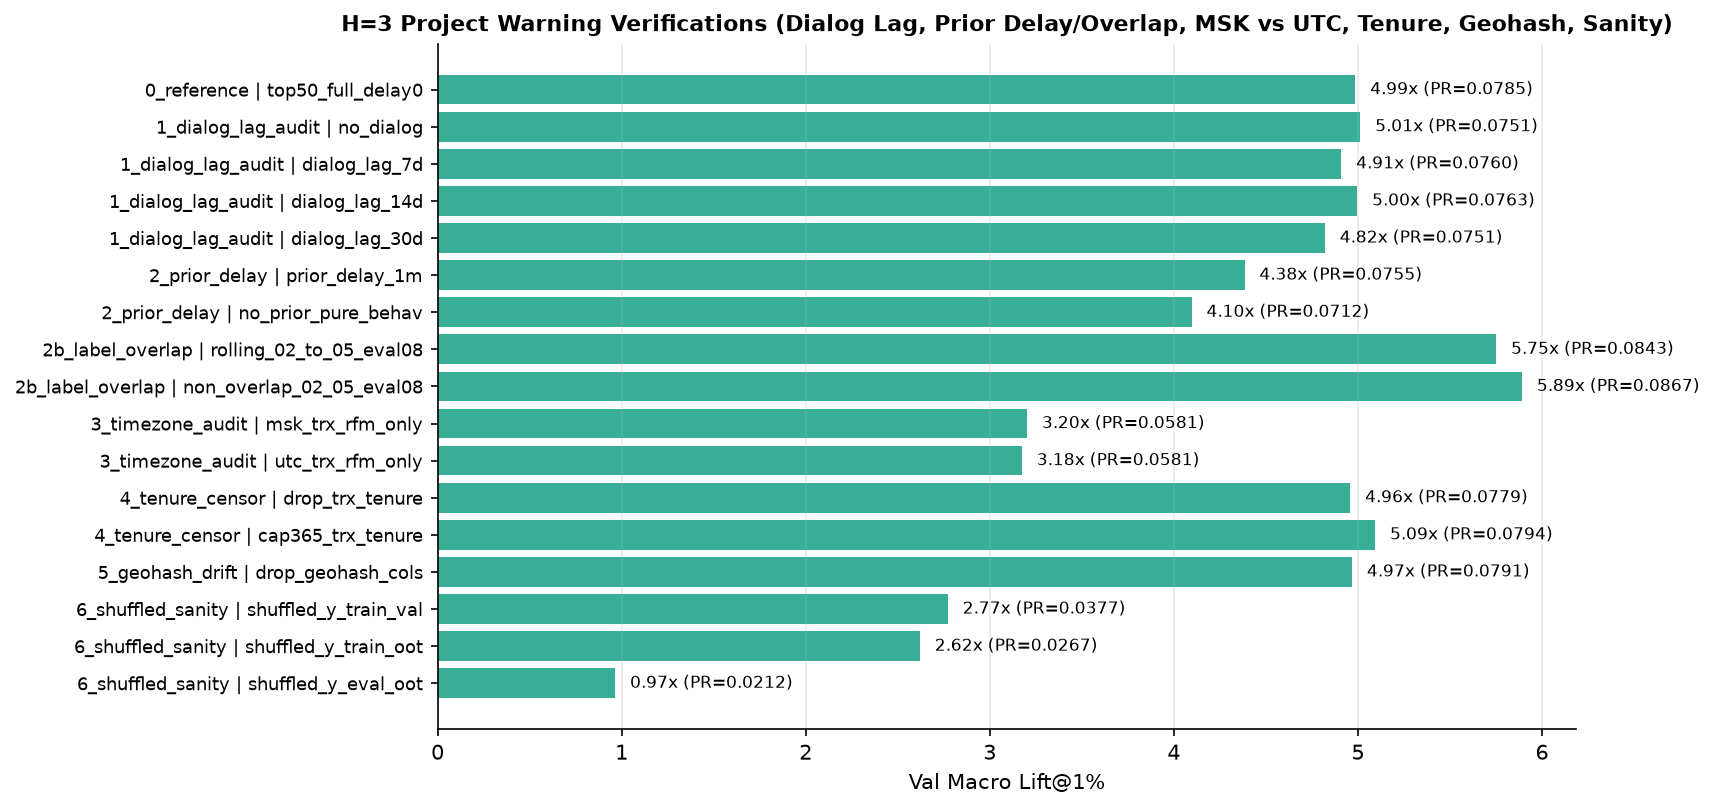 H=3 Project Warning Verifications (Dialog Lag, Prior Delay/Overlap, MSK vs UTC, Tenure, Geohash, Sanity)
0_reference | top50_full_delay0 4.99x (PR=0.0785)
1_dialog_lag_audit | no_dialog 5.01x (PR=0.0751)
1_dialog_lag_audit | dialog_lag_7d 4.91x (PR=0.0760)
1_dialog_lag_audit | dialog_lag_14d 5.00x (PR=0.0763)
1_dialog_lag_audit | dialog_lag_30d 4.82x (PR=0.0751)
2_prior_delay | prior_delay_1m 4.38x (PR=0.0755)
2_prior_delay | no_prior_pure_behav 4.10x (PR=0.0712)
2b_label_overlap | rolling_02_to_05_eval08 5.75x (PR=0.0843)
2b_label_overlap | non_overlap_02_05_eval08 5.89x (PR=0.0867)
3_timezone_audit | msk_trx_rfm_only 3.20x (PR=0.0581)
3_timezone_audit | utc_trx_rfm_only 3.18x (PR=0.0581)
4_tenure_censor | drop_trx_tenure 4.96x (PR=0.0779)
4_tenure_censor | cap365_trx_tenure 5.09x (PR=0.0794)
5_geohash_drift | drop_geohash_cols 4.97x (PR=0.0791)
6_shuffled_sanity | shuffled_y_train_val 2.77x (PR=0.0377)
6_shuffled_sanity | shuffled_y_train_oot 2.62x (PR=0.0267)
6_shuffled_sanity | shuffled_y_eval_oot 0.97x (PR=0.0212)
0 1 2 3 4 5 6
Val Macro Lift@1%